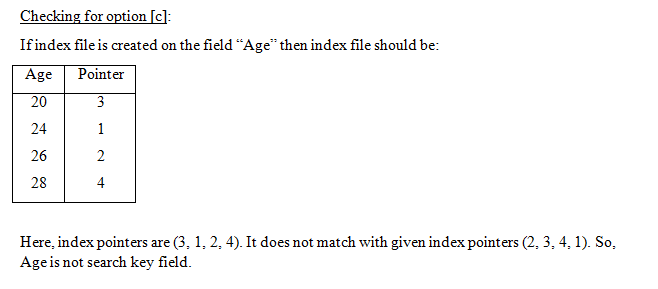 Checking for option [c]:
If index file is created on the field “Age” then index file should be:
Age Pointer
20 3
24 1
26 2
28 4
Here, index pointers are (3, 1, 2, 4). It does not match with given index pointers (2, 3, 4, 1). So,
Age is not search key field.